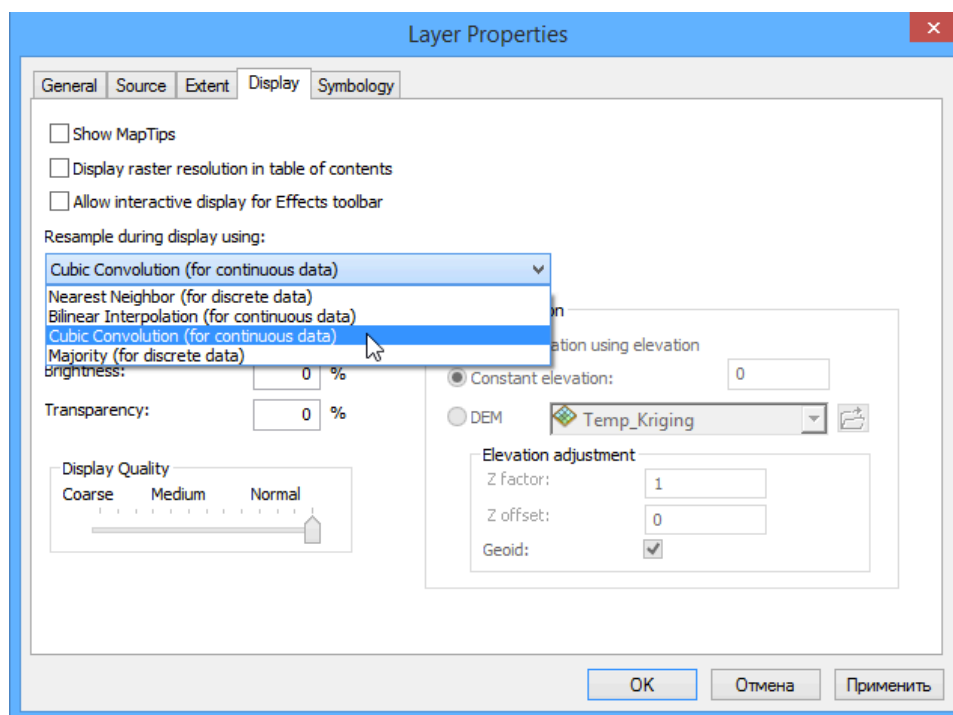 Layer Properties
General Source Extent Display Symbology
Show MapTips
Display raster resolution in table of contents
Allow interactive display for Effects toolbar
Resample during display using:
Cubic Convolution (for continuous data)
Nearest Neighbor (for discrete data)
Bilinear Interpolation (for continuous data)
Cubic Convolution (for continuous data)
Majority (for discrete data)
Brightness: 0 %
Transparency: 0 %
Display Quality
Coarse Medium Normal
using elevation
Constant elevation: 0
DEM Temp_Kriging
Elevation adjustment
Z factor: 1
Z offset: 0
Geoid:
OK Отмена Применить